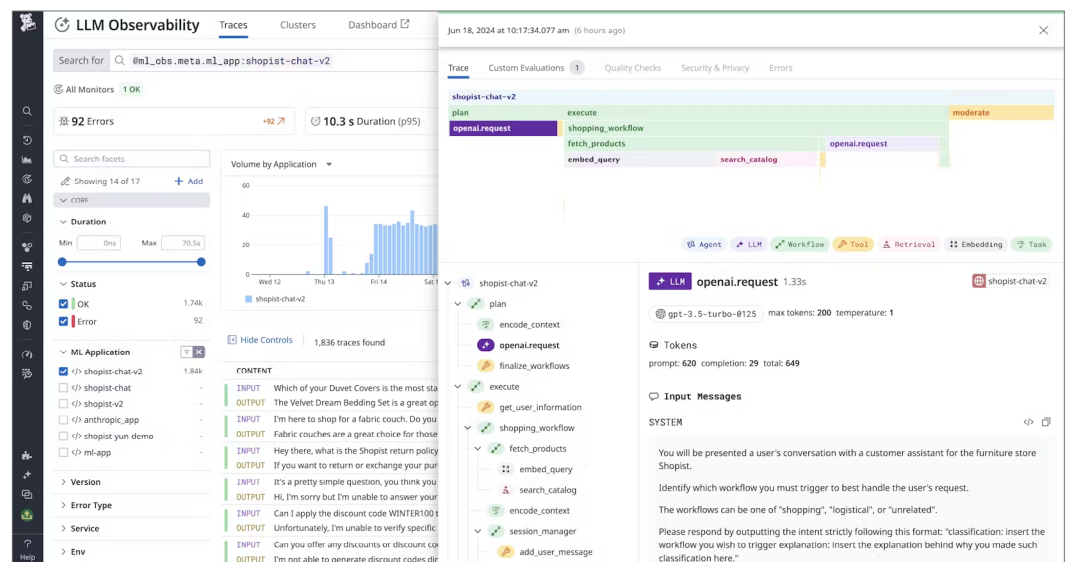 LLM Observability
Traces
Clusters
Dashboard
Search for
@ml_obs.meta.ml_app:shopist-chat-v2
All Monitors 1 OK
92 Errors +92
10.3 s Duration (p95)
Search facets
Showing 14 of 17
+ Add
CORE
Duration
Min 0ns Max 70.5s
Status
OK 1.74k
Error 92
ML Application
shopist-chat-v2 1.84k
shopist-chat -
shopist-v2 -
anthropic_app -
shopist yun demo -
ml-app -
Version
Error Type
Service
Env
Help
Volume by Application
60
40
20
0
Wed 12 Thu 13 Fri 14 Sat 1
shopist-chat-v2
Hide Controls 1,836 traces found
CONTENT
INPUT Which of your Duvet Covers is the most sta
OUTPUT The Velvet Dream Bedding Set is a great op
INPUT I'm here to shop for a fabric couch. Do you
OUTPUT Fabric couches are a great choice for those
INPUT Hey there, what is the Shopist return policy
OUTPUT If you want to return or exchange your pur
INPUT It's a pretty simple question, you think you
OUTPUT Hi, I'm sorry but I'm unable to answer your
INPUT Can I apply the discount code WINTER100 t
OUTPUT Unfortunately, I'm unable to verify specific
INPUT Can you offer any discounts or discount co
OUTPUT I'm not able to generate discount codes dir
Jun 18, 2024 at 10:17:34.077 am (6 hours ago)
Trace
Custom Evaluations 1
Quality Checks
Security & Privacy
Errors
shopist-chat-v2
plan execute moderate
openai.request shopping_workflow
fetch_products openai.request
embed_query search_catalog
Agent LLM Workflow Tool Retrieval Embedding Task
shopist-chat-v2
plan
encode_context
openai.request
finalize_workflows
execute
get_user_information
shopping_workflow
fetch_products
embed_query
search_catalog
encode_context
session_manager
add_user_message
LLM openai.request 1.33s
shopist-chat-v2
gpt-3.5-turbo-0125 max tokens: 200 temperature: 1
Tokens
prompt: 620 completion: 29 total: 649
Input Messages
SYSTEM
You will be presented a user's conversation with a customer assistant for the furniture store
Shopist.
Identify which workflow you must trigger to best handle the user's request.
The workflows can be one of "shopping", "logistical", or "unrelated".
Please respond by outputting the intent strictly following this format: "classification: insert the
workflow you wish to trigger explanation: insert the explanation behind why you made such
classification here."